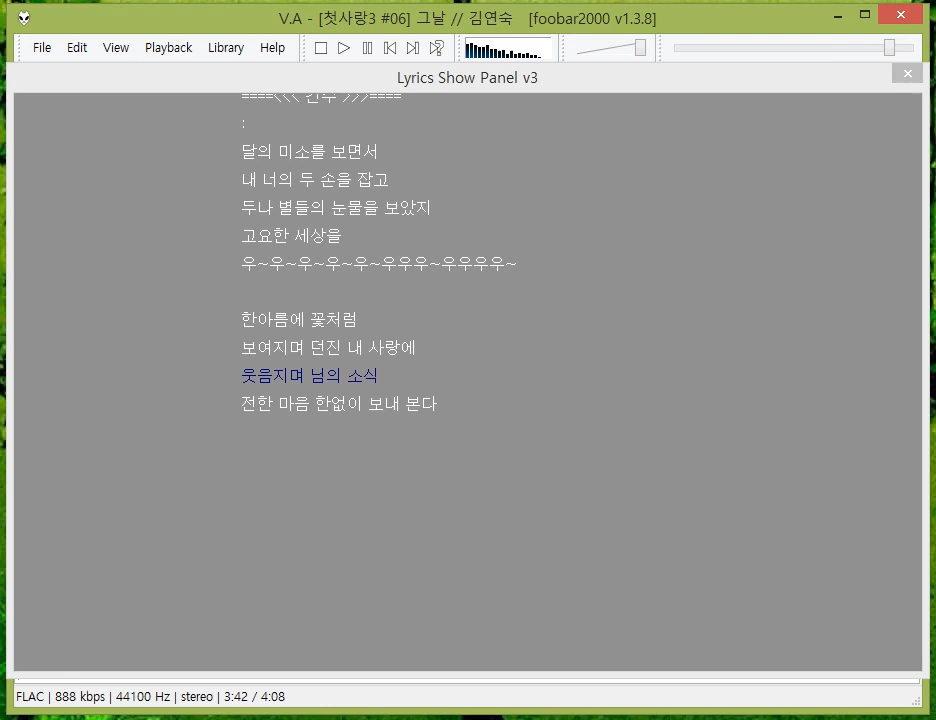 V.A - [첫사랑3 #06] 그날 // 김연숙 [foobar2000 v1.3.8]
File Edit View Playback Library Help
Lyrics Show Panel v3
====<<< 간주 >>>====
:
달의 미소를 보면서
내 너의 두 손을 잡고
두나 별들의 눈물을 보았지
고요한 세상을
우~우~우~우~우~우우우~우우우우~
한아름에 꽃처럼
보여지며 던진 내 사랑에
웃음지며 님의 소식
전한 마음 한없이 보내 본다
FLAC | 888 kbps | 44100 Hz | stereo | 3:42 / 4:08